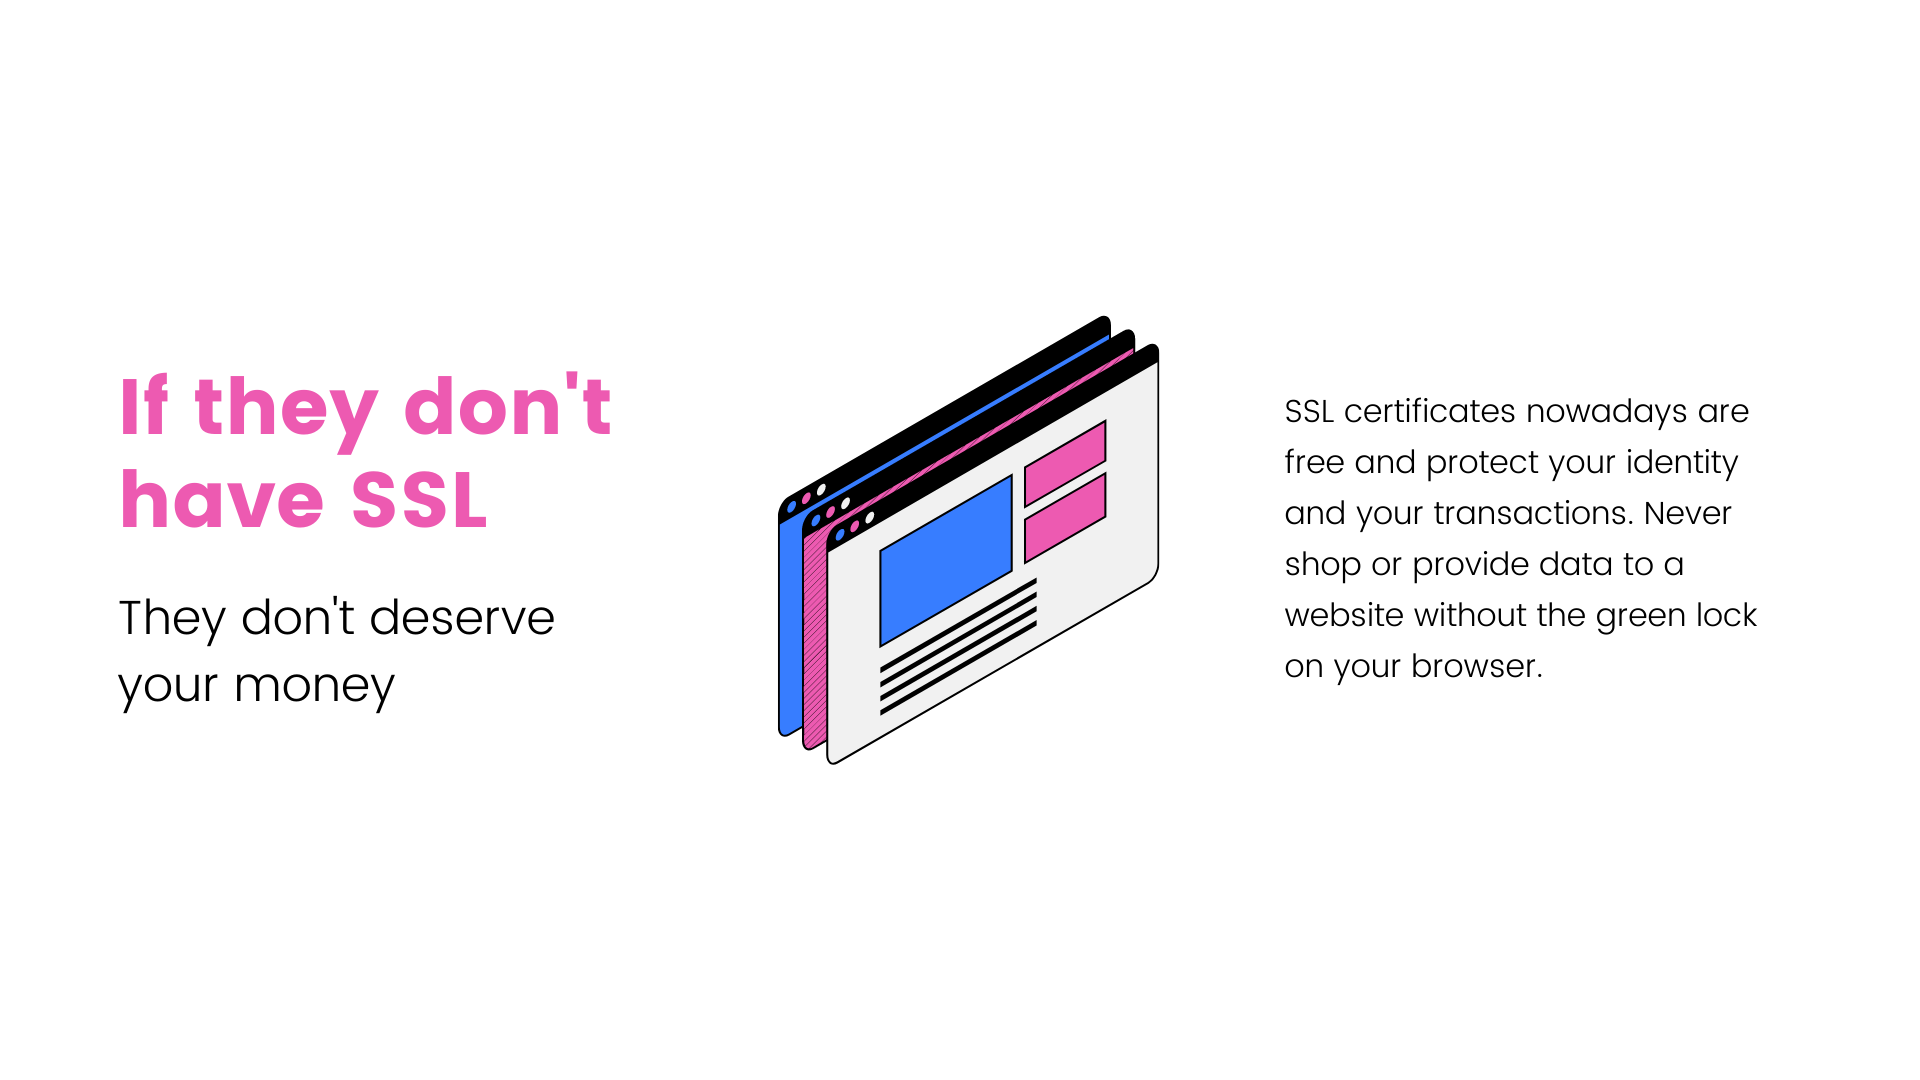 If they don't
have SSL
They don't deserve
your money
SSL certificates nowadays are
free and protect your identity
and your transactions. Never
shop or provide data to a
website without the green lock
on your browser.